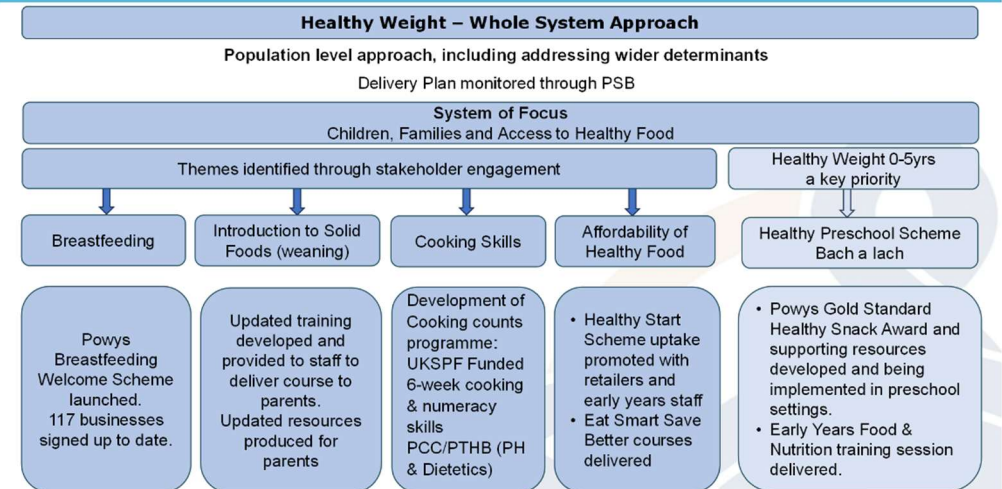 Healthy Weight – Whole System Approach
Population level approach, including addressing wider determinants
Delivery Plan monitored through PSB
System of Focus
Children, Families and Access to Healthy Food
Themes identified through stakeholder engagement
Healthy Weight 0-5yrs
a key priority
Breastfeeding
Introduction to Solid
Foods (weaning)
Cooking Skills
Affordability of
Healthy Food
Healthy Preschool Scheme
Bach a Iach
Powys
Breastfeeding
Welcome Scheme
launched.
117 businesses
signed up to date.
Updated training
developed and
provided to staff to
deliver course to
parents.
Updated resources
produced for
parents
Development of
Cooking counts
programme:
UKSPF Funded
6-week cooking
& numeracy
skills
PCC/PTHB (PH
& Dietetics)
• Healthy Start
Scheme uptake
promoted with
retailers and
early years staff
• Eat Smart Save
Better courses
delivered
• Powys Gold Standard
Healthy Snack Award and
supporting resources
developed and being
implemented in preschool
settings.
• Early Years Food &
Nutrition training session
delivered.